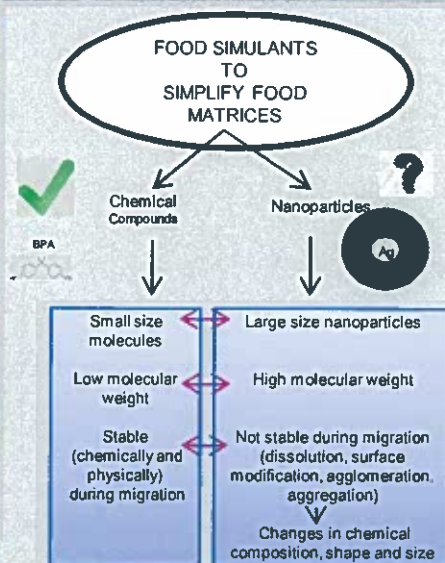 FOOD SIMULANTS
TO
SIMPLIFY FOOD
MATRICES
?
Chemical
Compounds
Nanoparticles
BPA
Ag
Small size
molecules
Large size nanoparticles
Low molecular
weight
High molecular weight
Stable
(chemically and
physically)
during migration
Not stable during migration
(dissolution, surface
modification, agglomeration,
aggregation)
Changes in chemical
composition, shape and size